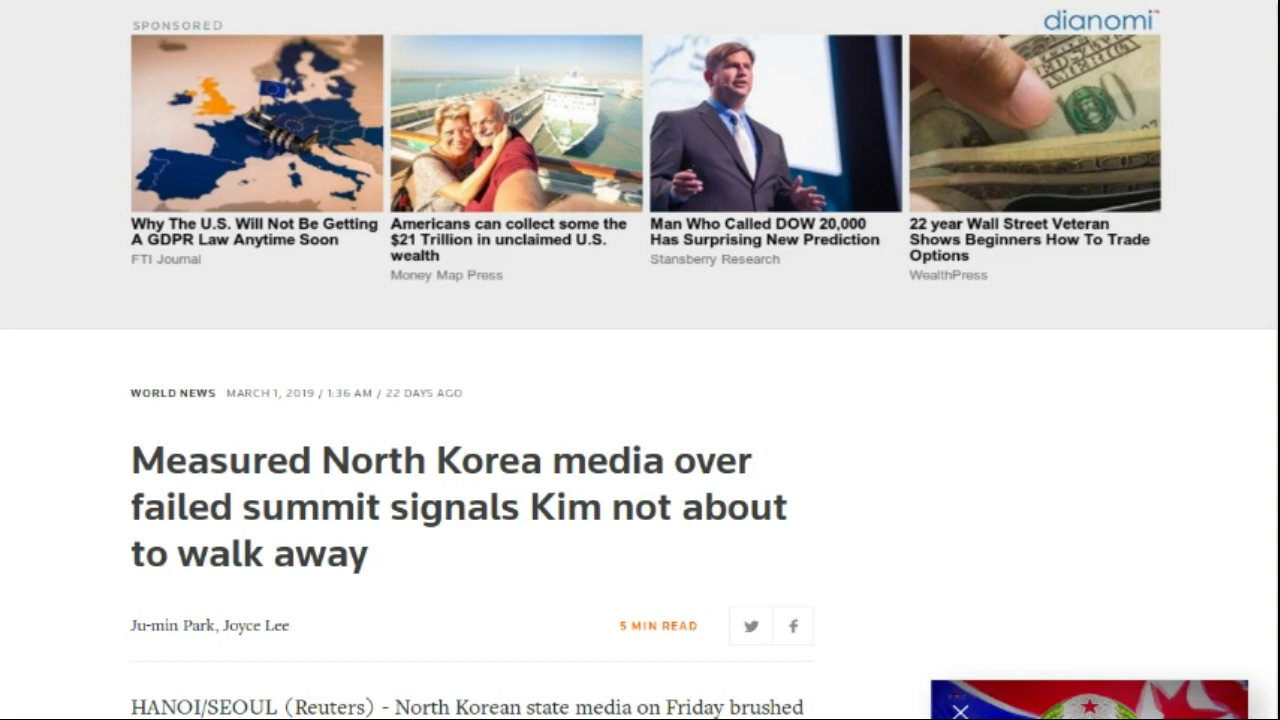 SPONSORED
dianomi
Why The U.S. Will Not Be Getting
A GDPR Law Anytime Soon
FTI Journal
Americans can collect some the
$21 Trillion in unclaimed U.S.
wealth
Money Map Press
Man Who Called DOW 20,000
Has Surprising New Prediction
Stansberry Research
22 year Wall Street Veteran
Shows Beginners How To Trade
Options
WealthPress
WORLD NEWS MARCH 1, 2019 / 1:36 AM / 22 DAYS AGO
Measured North Korea media over
failed summit signals Kim not about
to walk away
Ju-min Park, Joyce Lee
5 MIN READ
HANOI/SEOUL (Reuters) - North Korean state media on Friday brushed